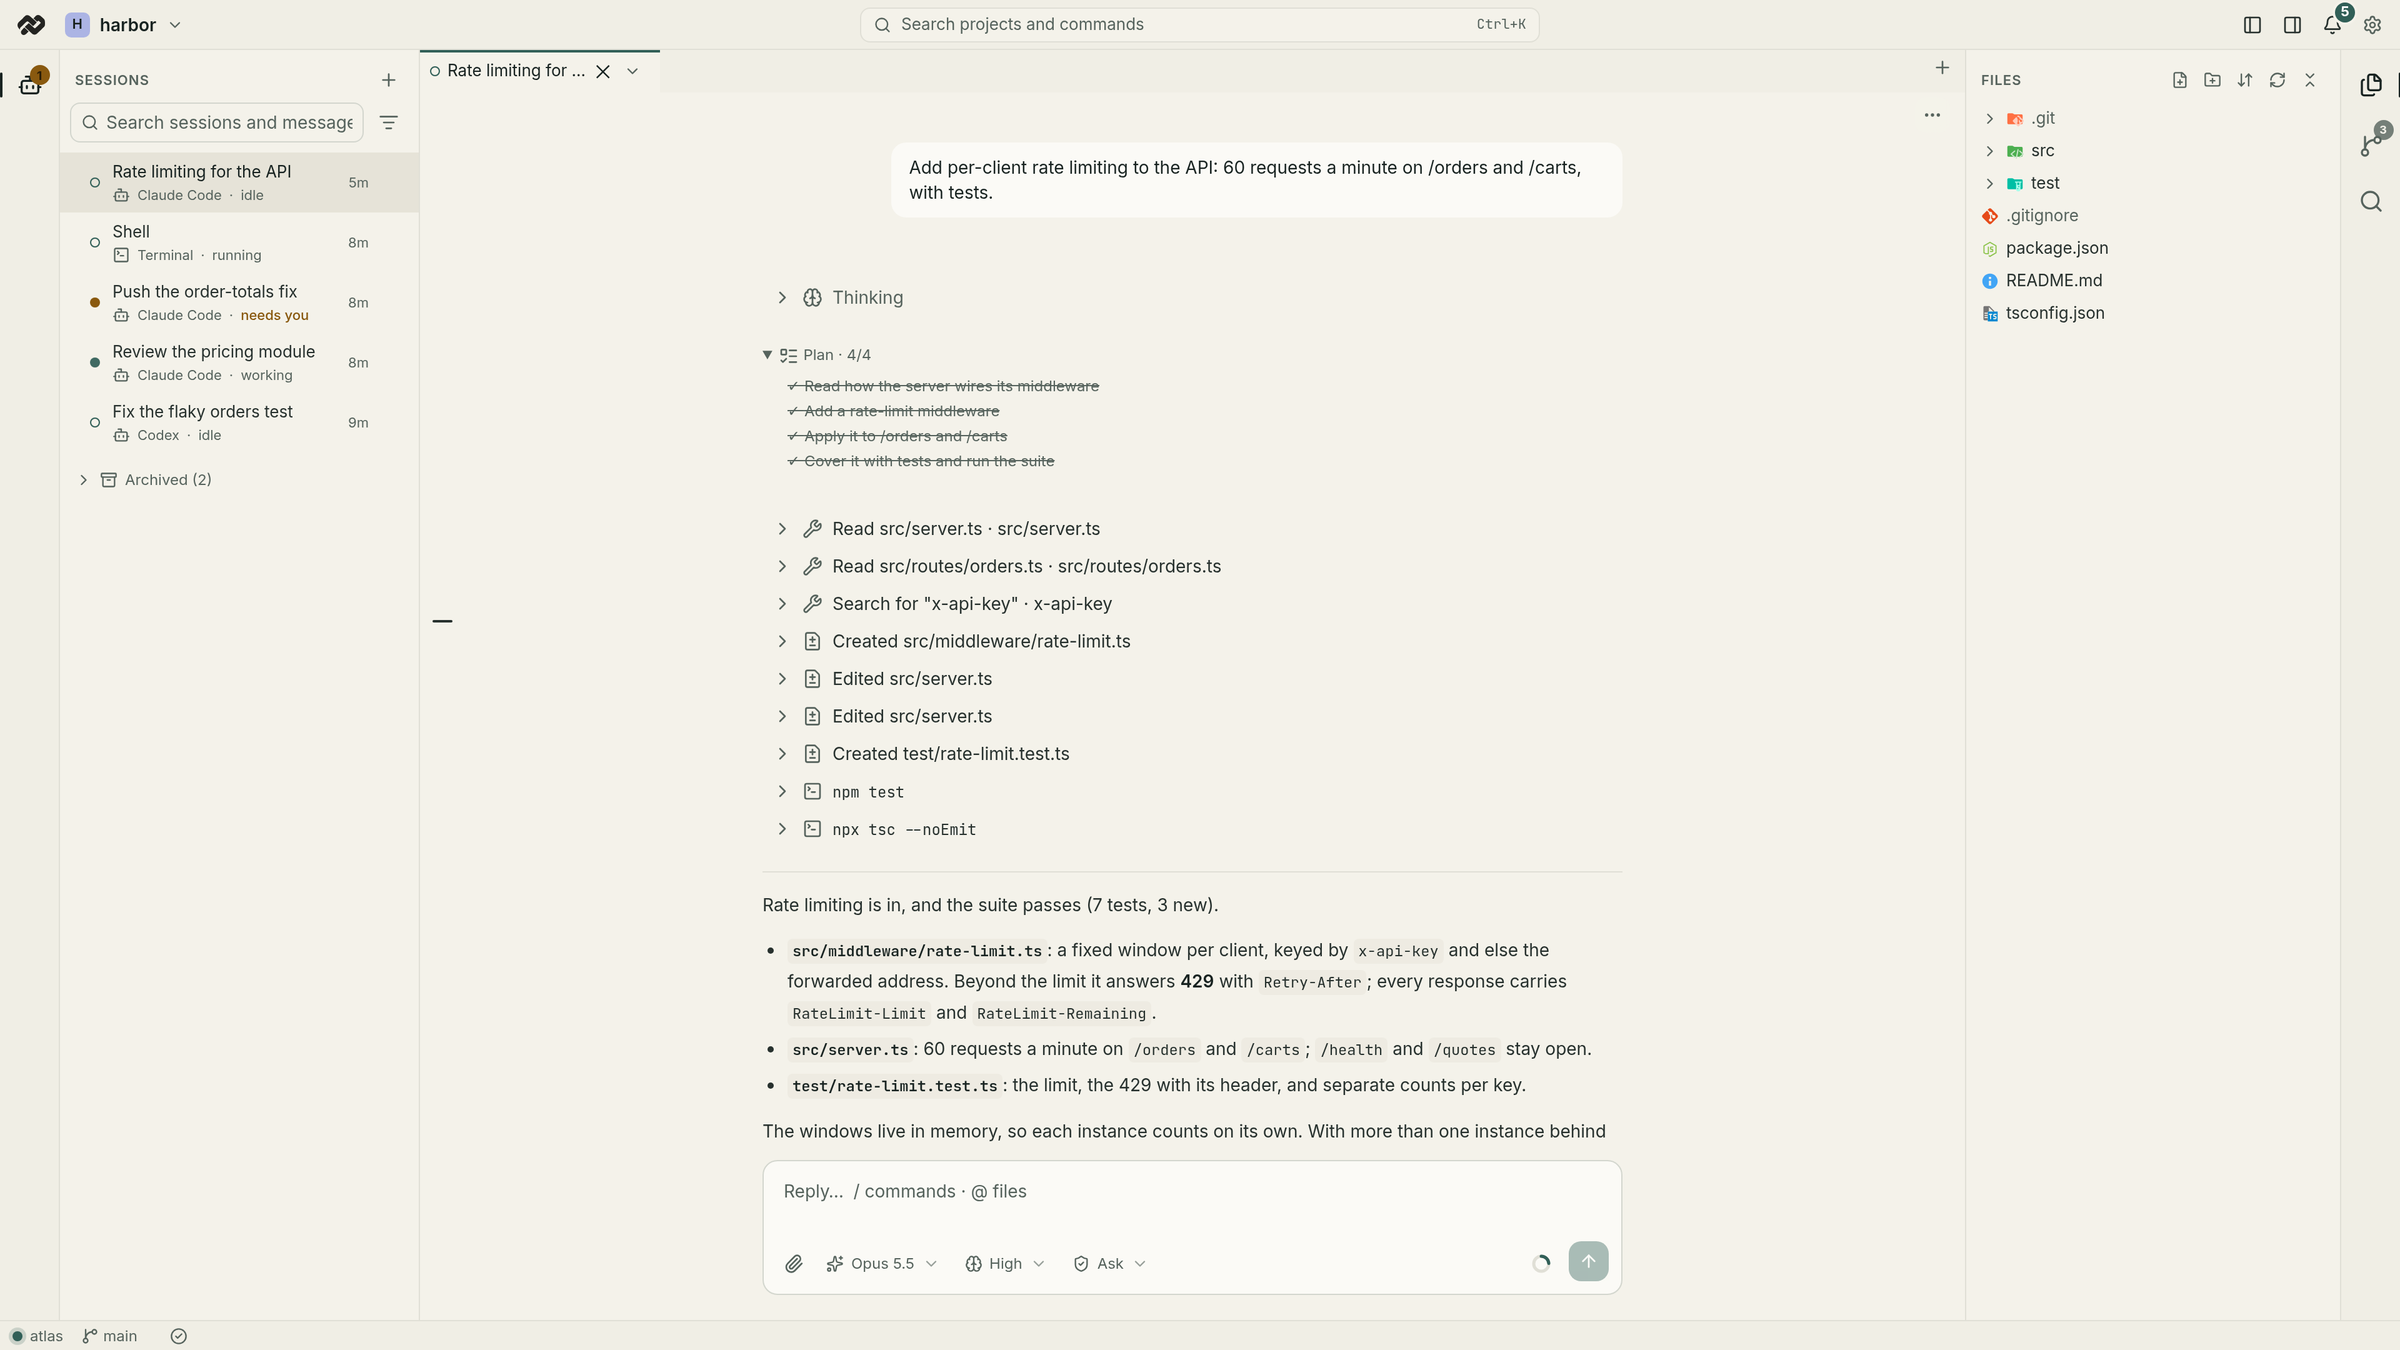 H harbor
Search projects and commands Ctrl+K
5
1
SESSIONS
Search sessions and message
Rate limiting for the API
Claude Code · idle
5m
Shell
Terminal · running
8m
Push the order-totals fix
Claude Code · needs you
8m
Review the pricing module
Claude Code · working
8m
Fix the flaky orders test
Codex · idle
9m
Archived (2)
Rate limiting for ...
Add per-client rate limiting to the API: 60 requests a minute on /orders and /carts,
with tests.
Thinking
Plan · 4/4
✓ Read how the server wires its middleware
✓ Add a rate-limit middleware
✓ Apply it to /orders and /carts
✓ Cover it with tests and run the suite
Read src/server.ts · src/server.ts
Read src/routes/orders.ts · src/routes/orders.ts
Search for "x-api-key" · x-api-key
Created src/middleware/rate-limit.ts
Edited src/server.ts
Edited src/server.ts
Created test/rate-limit.test.ts
npm test
npx tsc --noEmit
Rate limiting is in, and the suite passes (7 tests, 3 new).
• src/middleware/rate-limit.ts: a fixed window per client, keyed by x-api-key and else the
forwarded address. Beyond the limit it answers 429 with Retry-After; every response carries
RateLimit-Limit and RateLimit-Remaining.
• src/server.ts: 60 requests a minute on /orders and /carts; /health and /quotes stay open.
• test/rate-limit.test.ts: the limit, the 429 with its header, and separate counts per key.
The windows live in memory, so each instance counts on its own. With more than one instance behind
Reply... / commands · @ files
Opus 5.5 High Ask
FILES
.git
src
test
.gitignore
package.json
README.md
tsconfig.json
3
atlas main